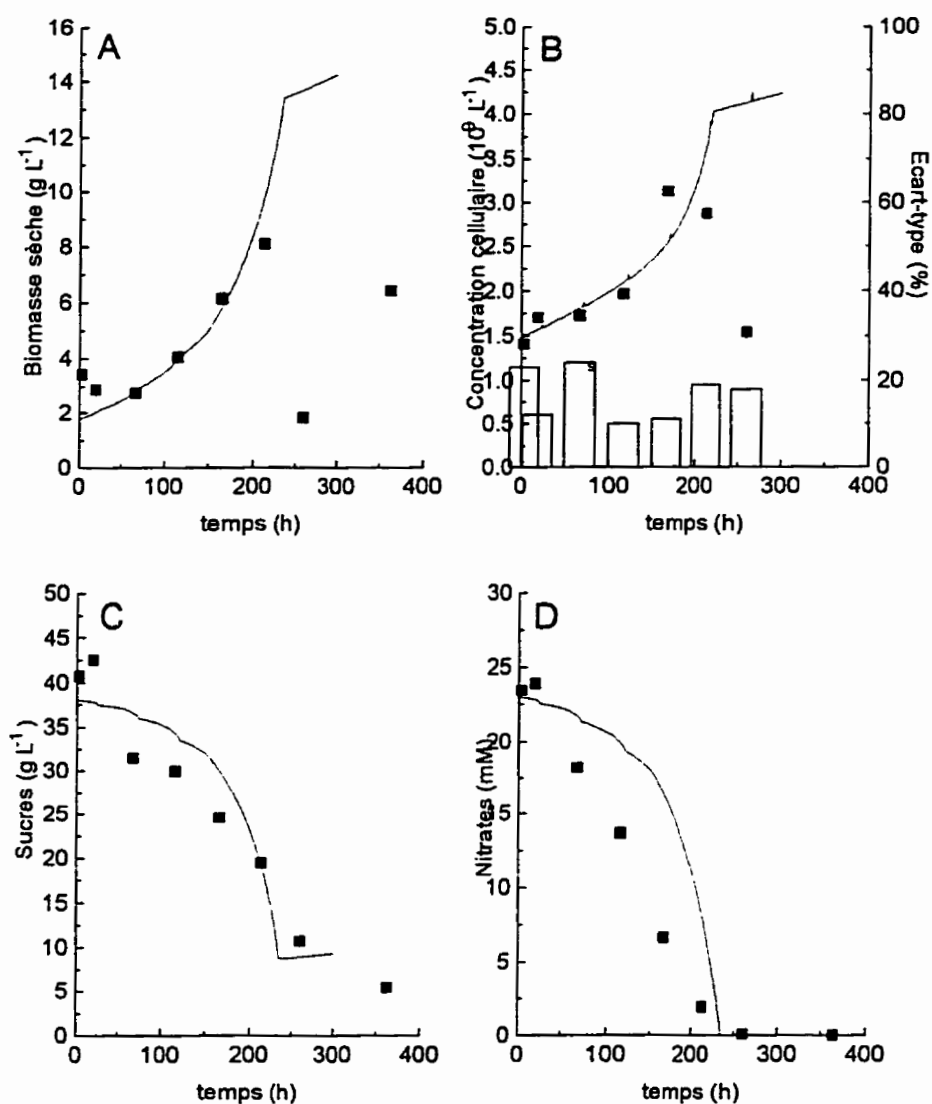 A
Biomasse sèche (g L-1)
16
14
12
10
8
6
4
2
0
0 100 200 300 400
temps (h)
B
Concentration cellulaire (10⁹ L-1)
5.0
4.5
4.0
3.5
3.0
2.5
2.0
1.5
1.0
0.5
0.0
0 100 200 300 400
temps (h)
100
80
60
40
20
0
Ecart-type (%)
s
C
Sucres (g L-1)
50
45
40
35
30
25
20
15
10
5
0
0 100 200 300 400
temps (h)
D
Nitrates (mM)
30
25
20
15
10
5
0
0 100 200 300 400
temps (h)